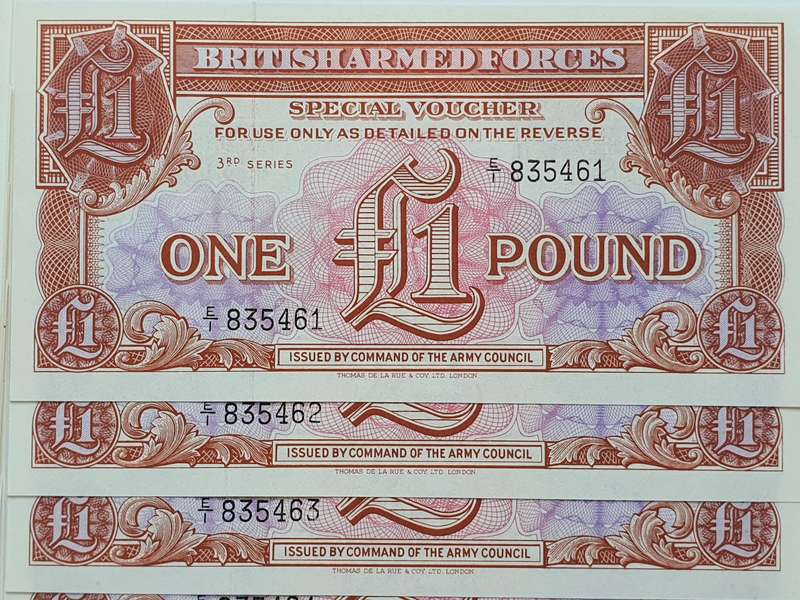 £1 BRITISH ARMED FORCES £1
SPECIAL VOUCHER
FOR USE ONLY AS DETAILED ON THE REVERSE
3RD SERIES E/1 835461
ONE £1 POUND
E/1 835461
£1 ISSUED BY COMMAND OF THE ARMY COUNCIL £1
THOMAS DE LA RUE & COY. LTD. LONDON
E/1 835462
£1 ISSUED BY COMMAND OF THE ARMY COUNCIL £1
THOMAS DE LA RUE & COY. LTD. LONDON
E/1 835463
£1 ISSUED BY COMMAND OF THE ARMY COUNCIL £1
THOMAS DE LA RUE & COY. LTD. LONDON